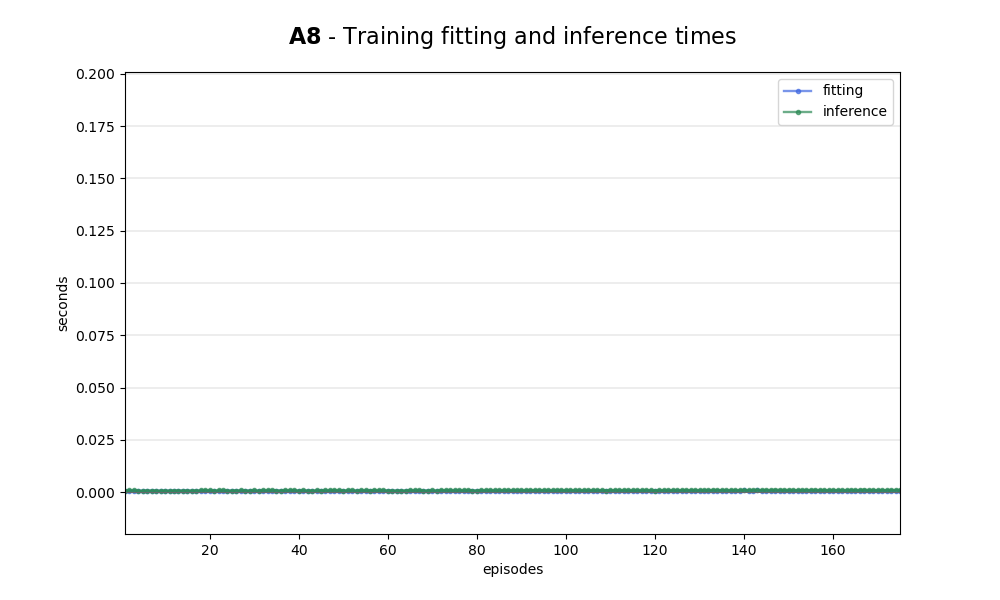 A8 - Training fitting and inference times
fitting
inference
0.200
0.175
0.150
0.125
0.100
0.075
0.050
0.025
0.000
seconds
20 40 60 80 100 120 140 160
episodes